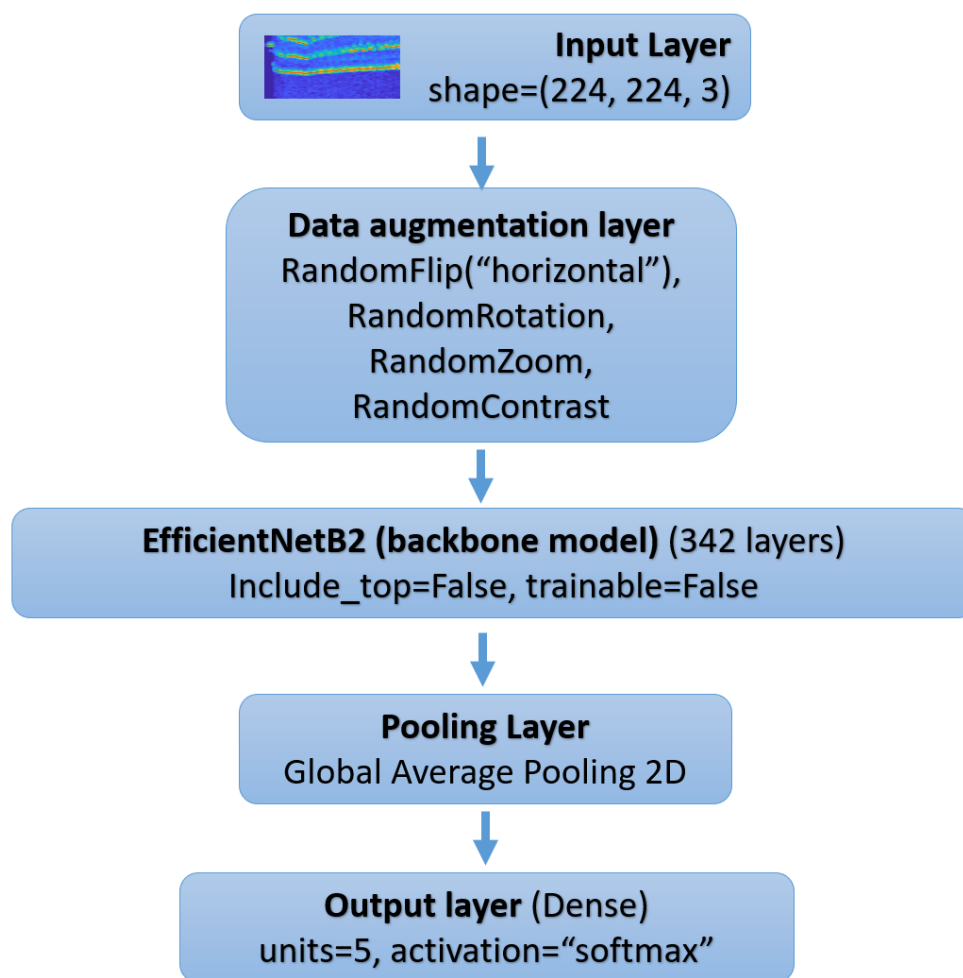 Input Layer
shape=(224, 224, 3)
Data augmentation layer
RandomFlip(“horizontal”),
RandomRotation,
RandomZoom,
RandomContrast
EfficientNetB2 (backbone model) (342 layers)
Include_top=False, trainable=False
Pooling Layer
Global Average Pooling 2D
Output layer (Dense)
units=5, activation=“softmax”